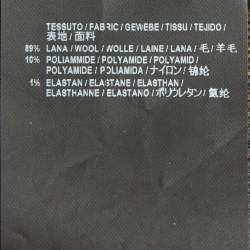 TESSUTO / FABRIC / GEWEBE / TISSU / TEJIDO /
表地 / 面料
89% LANA / WOOL / WOLLE / LAINE / LANA / 毛 / 羊毛
10% POLIAMMIDE / POLYAMIDE / POLYAMID /
POLYAMIDE / POLIAMIDA / ナイロン / 锦纶
1% ELASTAN / ELASTANE / ELASTHAN /
ELASTHANNE / ELASTANO / ポリウレタン / 氨纶